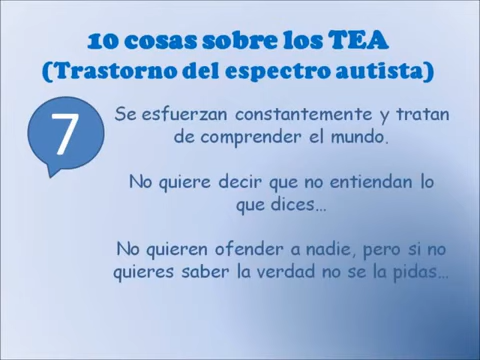 10 cosas sobre los TEA
(Trastorno del espectro autista)
7
Se esfuerzan constantemente y tratan
de comprender el mundo.
No quiere decir que no entiendan lo
que dices...
No quieren ofender a nadie, pero si no
quieres saber la verdad no se la pidas...